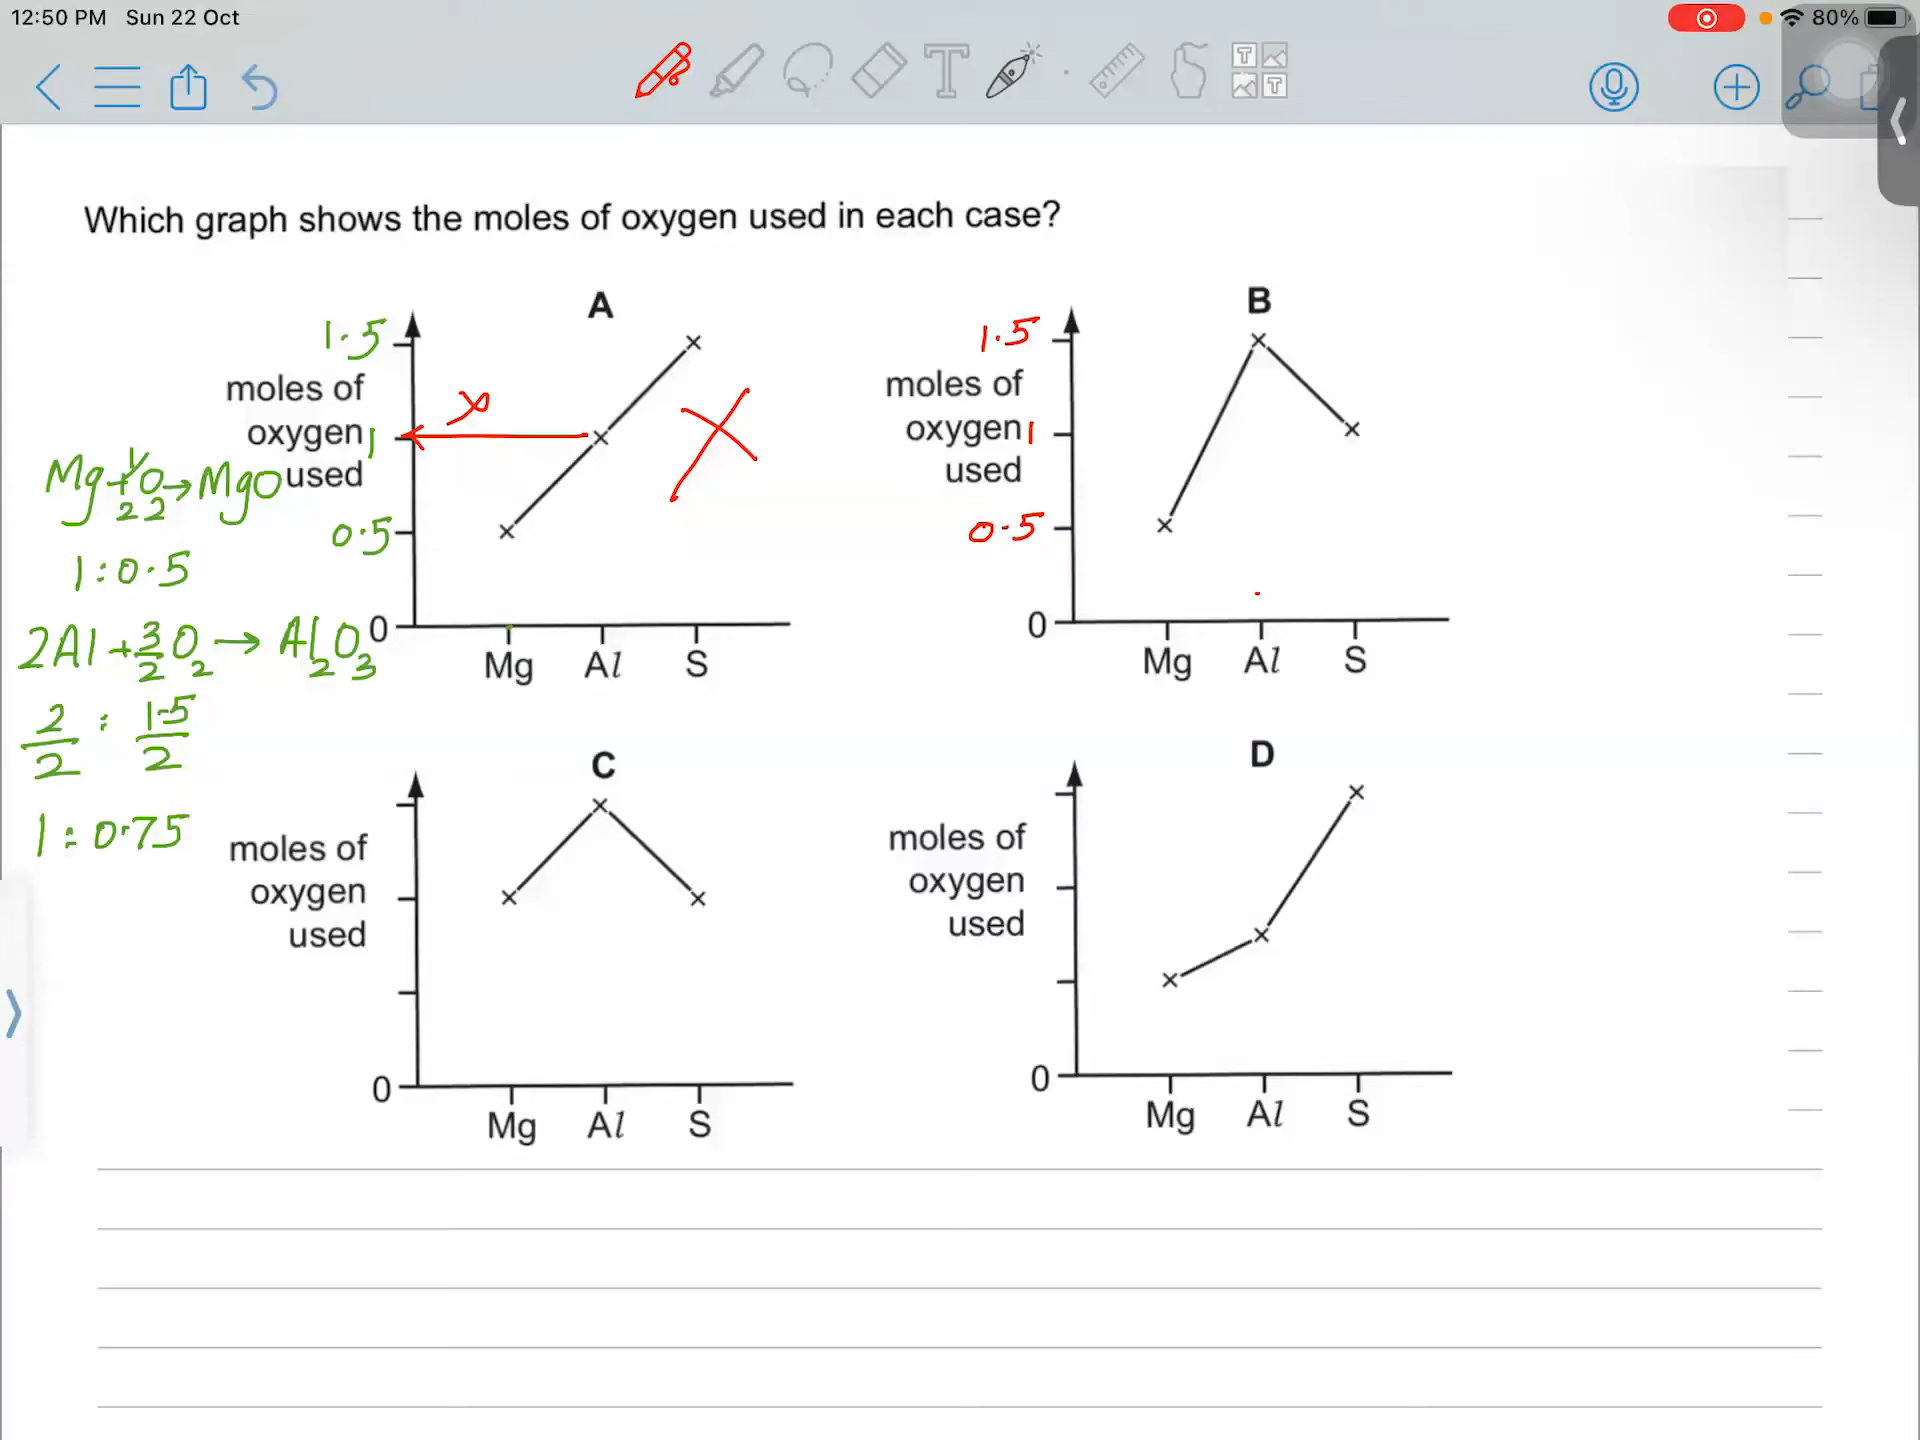 12:50 PM Sun 22 Oct
80%
Which graph shows the moles of oxygen used in each case?
A
1.5
moles of
oxygen
used
1
0.5
0
Mg Al S
B
1.5
moles of
oxygen
used
1
0.5
0
Mg Al S
Mg + ½O2 → MgO
1 : 0.5
2Al + 3/2 O2 → Al2O3
2/2 : 1.5/2
1 : 0.75
C
moles of
oxygen
used
0
Mg Al S
D
moles of
oxygen
used
0
Mg Al S